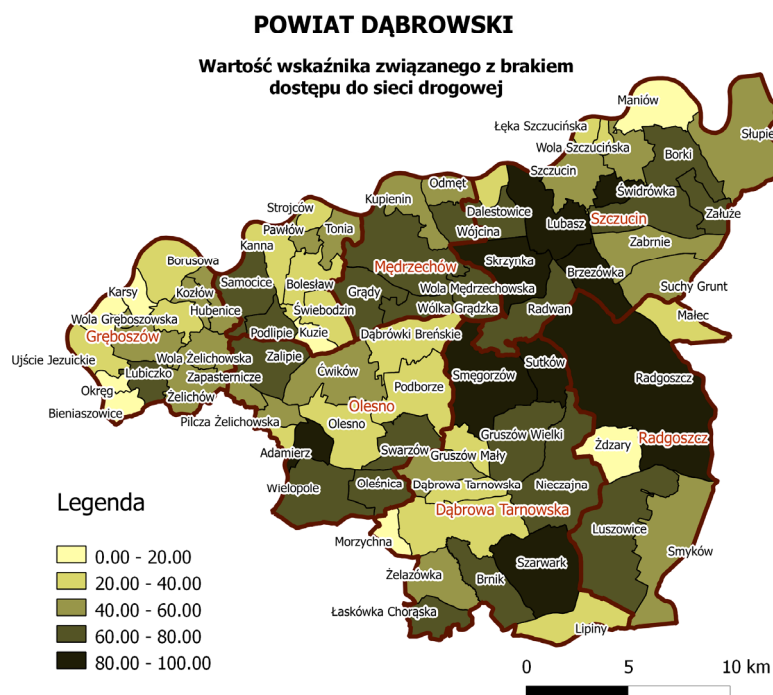 POWIAT DĄBROWSKI
Wartość wskaźnika związanego z brakiem
dostępu do sieci drogowej
Maniów
Łęka Szczucińska
Słupie
Wola Szczucińska
Borki
Szczucin
Odmęt
Świdrówka
Kupienin
Strojców
Dalestowice
Załuże
Lubasz
Szczucin
Pawłów
Tonia
Wójcina
Kanna
Zabrnie
Borusowa
Skrzynka
Mędrzechów
Brzezówka
Samocice
Bolesław
Karsy
Kozłów
Grądy
Wola Mędrzechowska
Suchy Grunt
Hubenice
Świebodzin
Wólka Grądzka
Radwan
Wola Gręboszowska
Małec
Gręboszów
Podlipie
Kuzie
Dąbrówki Breńskie
Ujście Jezuickie
Wola Żelichowska
Zalipie
Lubiczko
Ćwików
Smęgorzów
Sutków
Zapasternicze
Radgoszcz
Okręg
Podborze
Żelichów
Olesno
Bieniaszowice
Pilcza Żelichowska
Olesno
Gruszów Wielki
Radgoszcz
Żdzary
Adamierz
Swarzów
Gruszów Mały
Wielopole
Oleśnica
Dąbrowa Tarnowska
Nieczajna
Dąbrowa Tarnowska
Luszowice
Morzychna
Smyków
Szarwark
Żelazówka
Brnik
Łaskówka Chorąska
Lipiny
Legenda
0.00 - 20.00
20.00 - 40.00
40.00 - 60.00
60.00 - 80.00
80.00 - 100.00
0 5 10 km